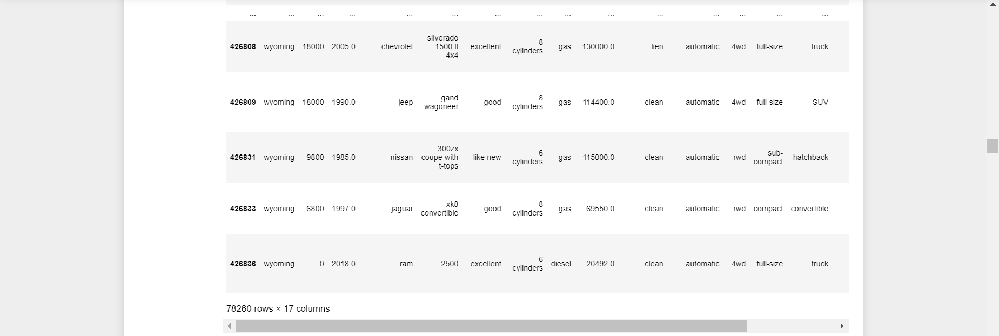 ... ... ... ... ... ... ... ... ... ... ... ... ... ... ...
426808 wyoming 18000 2005.0 chevrolet silverado 1500 lt 4x4 excellent 8 cylinders gas 130000.0 lien automatic 4wd full-size truck
426809 wyoming 18000 1990.0 jeep gand wagoneer good 8 cylinders gas 114400.0 clean automatic 4wd full-size SUV
426831 wyoming 9800 1985.0 nissan 300zx coupe with t-tops like new 6 cylinders gas 115000.0 clean automatic rwd sub-compact hatchback
426833 wyoming 6800 1997.0 jaguar xk8 convertible good 8 cylinders gas 69550.0 clean automatic rwd compact convertible
426836 wyoming 0 2018.0 ram 2500 excellent 6 cylinders diesel 20492.0 clean automatic 4wd full-size truck
78260 rows × 17 columns